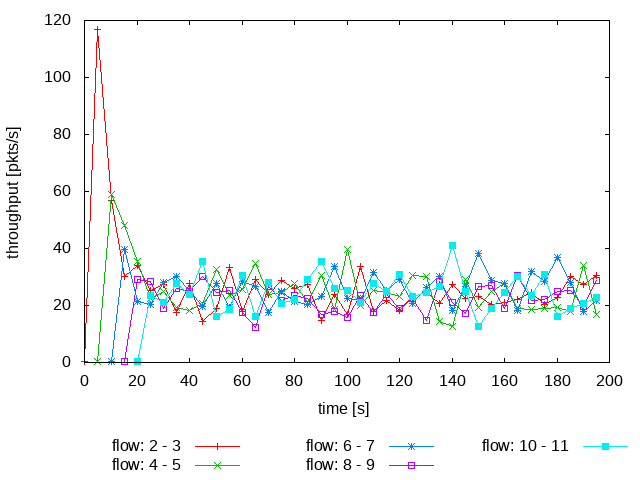 120
100
80
60
40
20
0
throughput [pkts/s]
0 20 40 60 80 100 120 140 160 180 200
time [s]
flow: 2 - 3 flow: 6 - 7 flow: 10 - 11
flow: 4 - 5 flow: 8 - 9